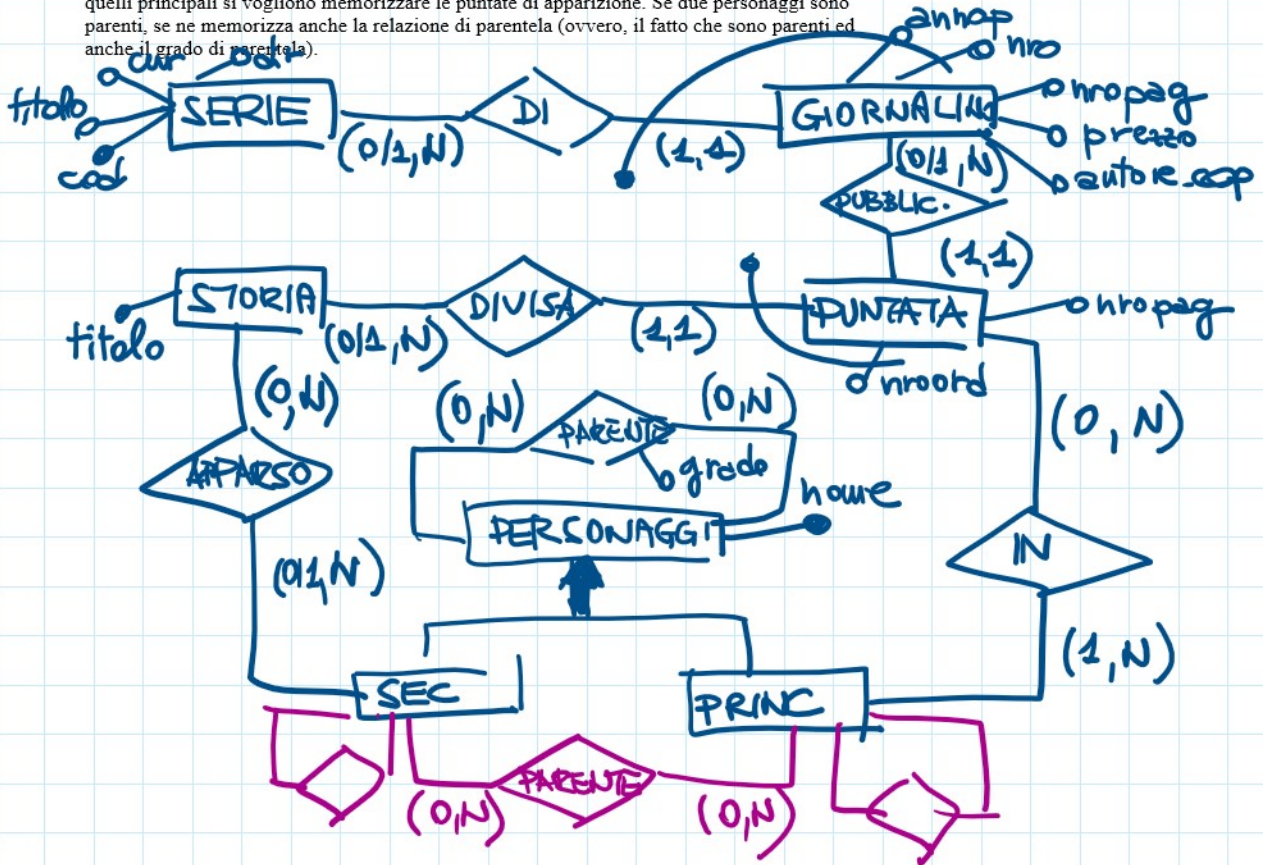 quelli principali si vogliono memorizzare le puntate di apparizione. Se due personaggi sono
parenti, se ne memorizza anche la relazione di parentela (ovvero, il fatto che sono parenti ed
anche il grado di parentela).
annop
cur
dir
nro
titolo
SERIE
DI
GIORNALINI
nropag
(0/1,N)
(1,1)
prezzo
cod
(0/1,N)
autore_cop
PUBBLIC.
(1,1)
STORIA
DIVISA
PUNTATA
nropag
titolo
(0/1,N)
(1,1)
nroord
(0,N)
(0,N)
(0,N)
(0,N)
PARENTE
APPARSO
grado
nome
PERSONAGGI
IN
(0/1,N)
(1,N)
SEC
PRINC
PARENTE
(0,N)
(0,N)